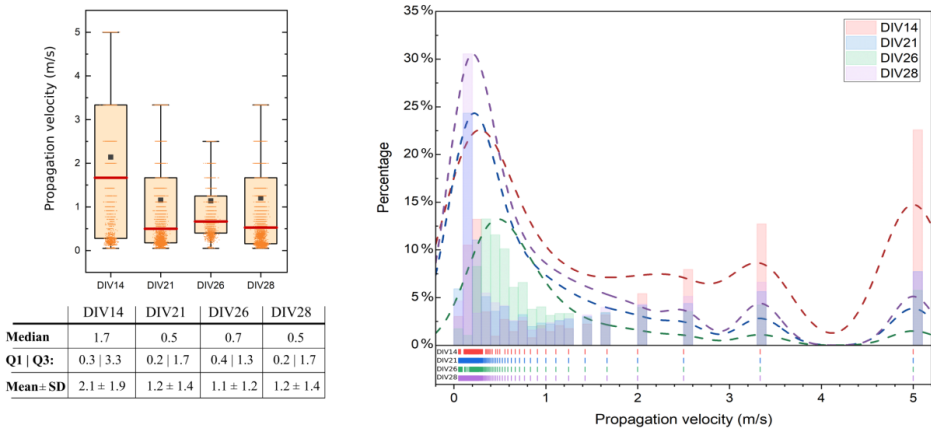 Propagation velocity (m/s)
5
4
3
2
1
0
DIV14 DIV21 DIV26 DIV28
DIV14 DIV21 DIV26 DIV28
Median 1.7 0.5 0.7 0.5
Q1 | Q3: 0.3 | 3.3 0.2 | 1.7 0.4 | 1.3 0.2 | 1.7
Mean± SD 2.1 ± 1.9 1.2 ± 1.4 1.1 ± 1.2 1.2 ± 1.4
Percentage
35%
30%
25%
20%
15%
10%
5%
0%
DIV14
DIV21
DIV26
DIV28
DIV14
DIV21
DIV26
DIV28
0 1 2 3 4 5
Propagation velocity (m/s)